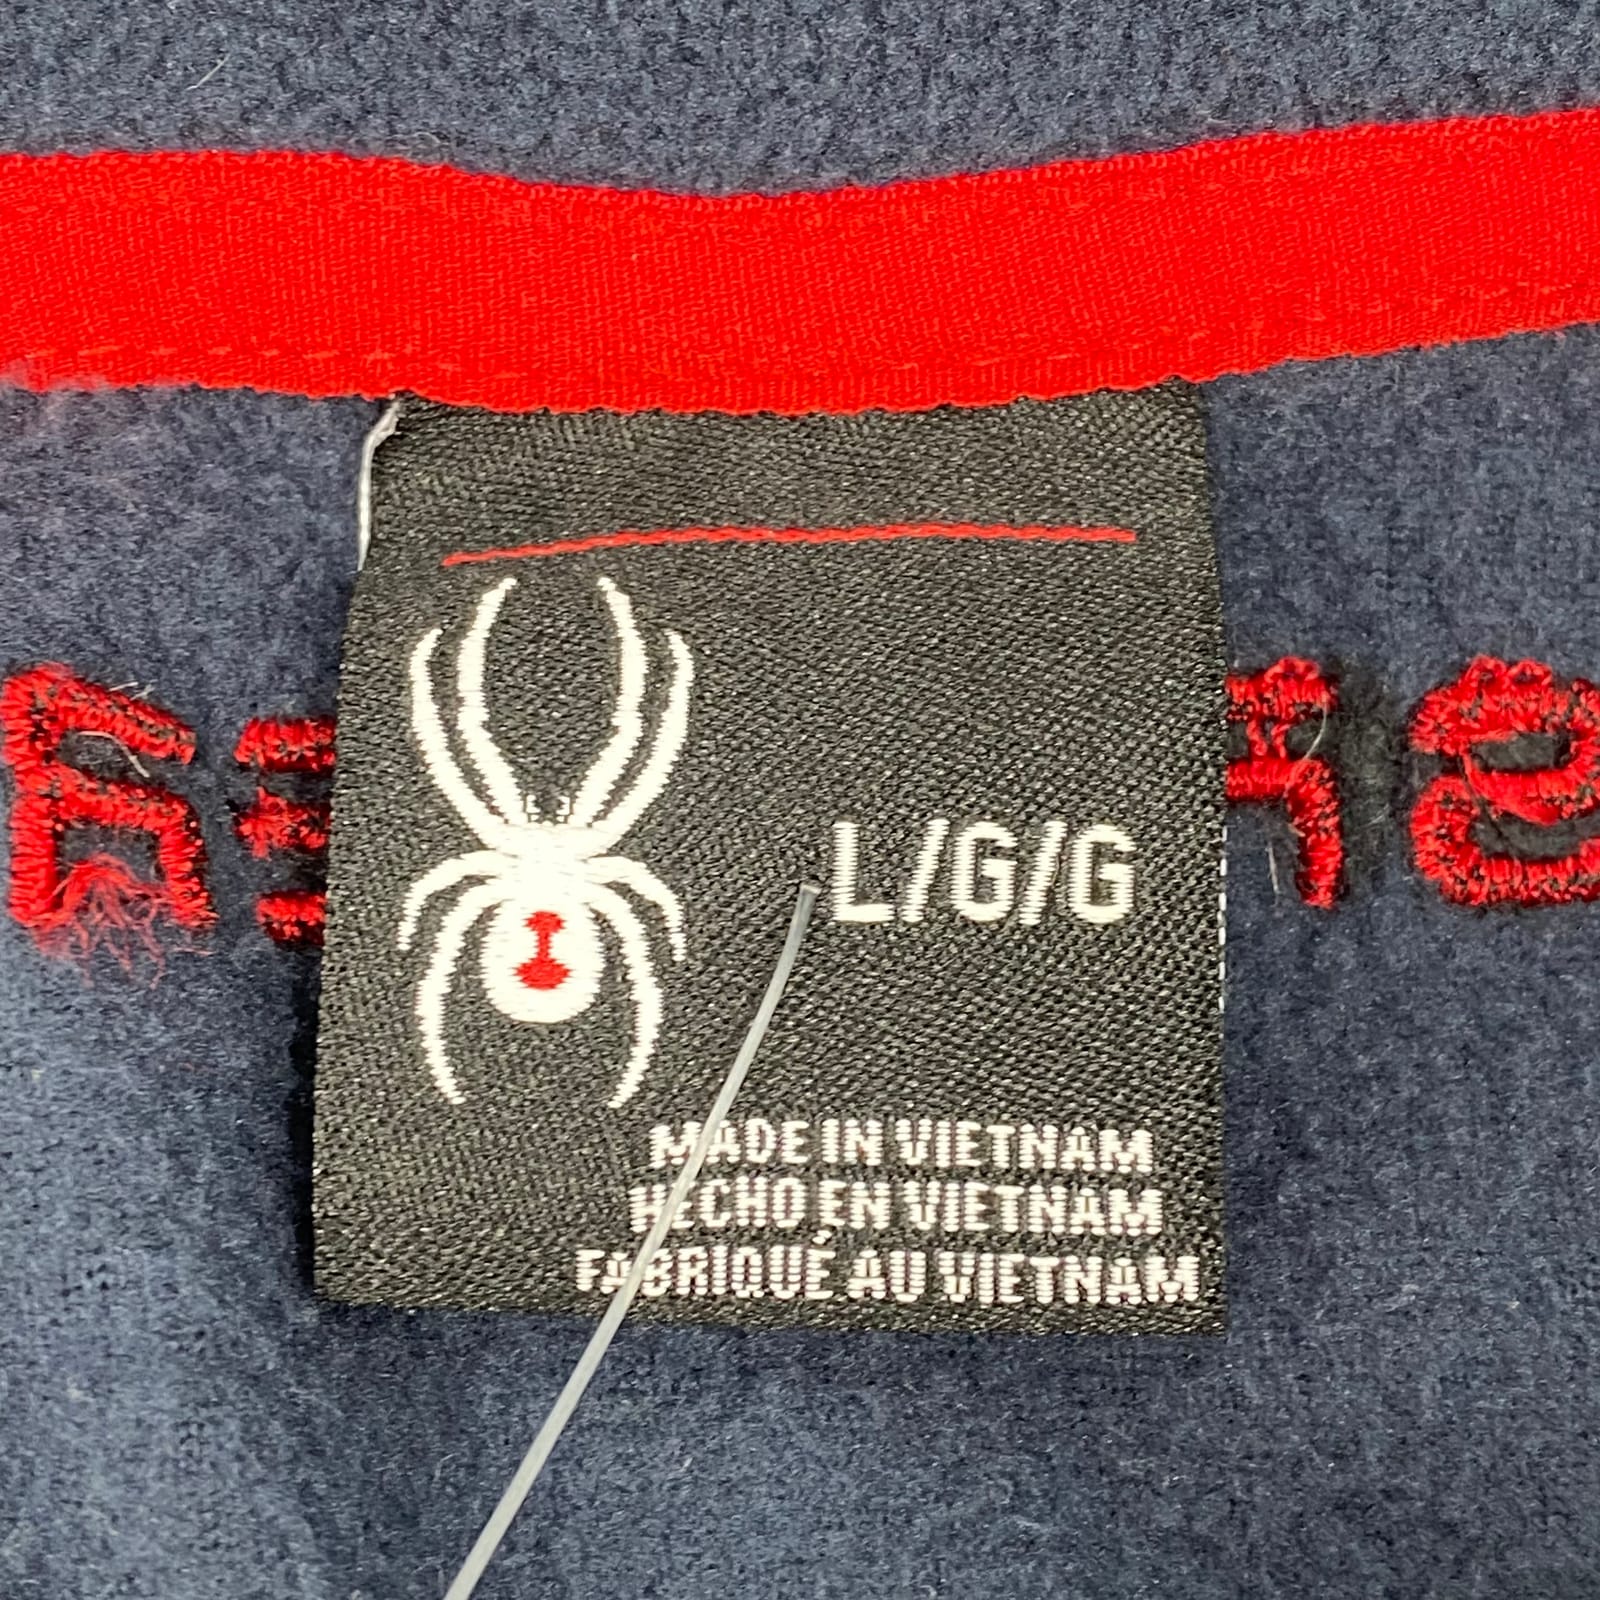 L/G/G
MADE IN VIETNAM
HECHO EN VIETNAM
FABRIQUÉ AU VIETNAM